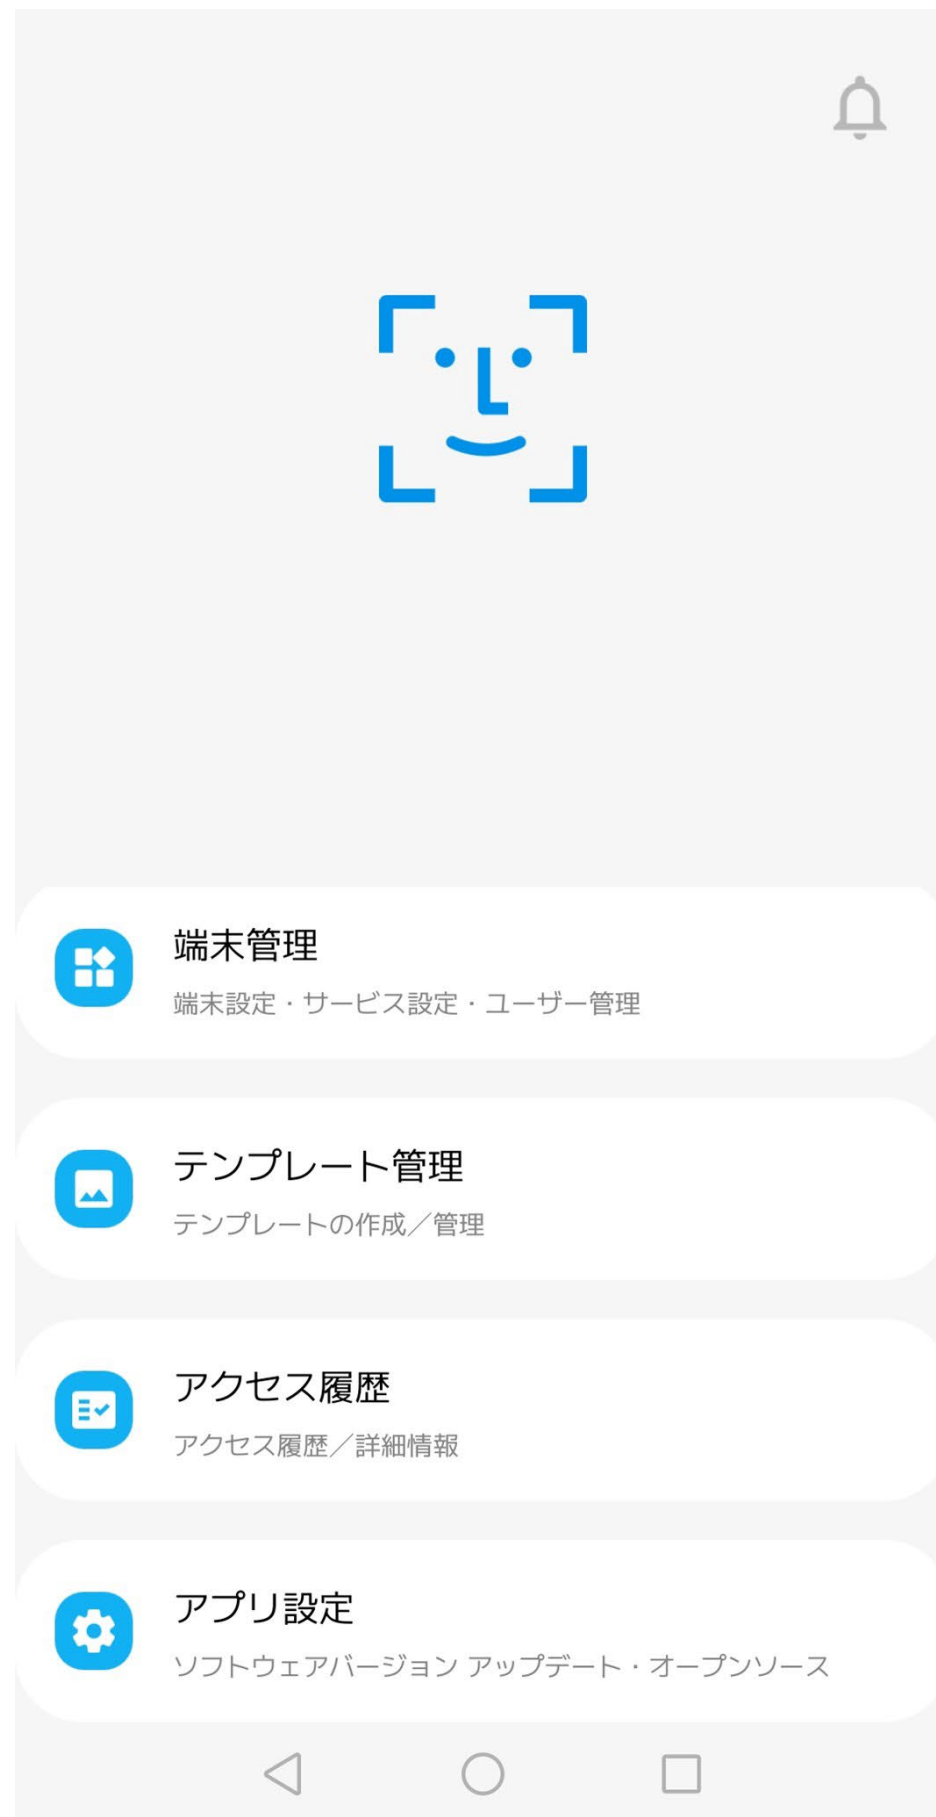 端末管理
端末設定・サービス設定・ユーザー管理
テンプレート管理
テンプレートの作成／管理
アクセス履歴
アクセス履歴／詳細情報
アプリ設定
ソフトウェアバージョン アップデート・オープンソース